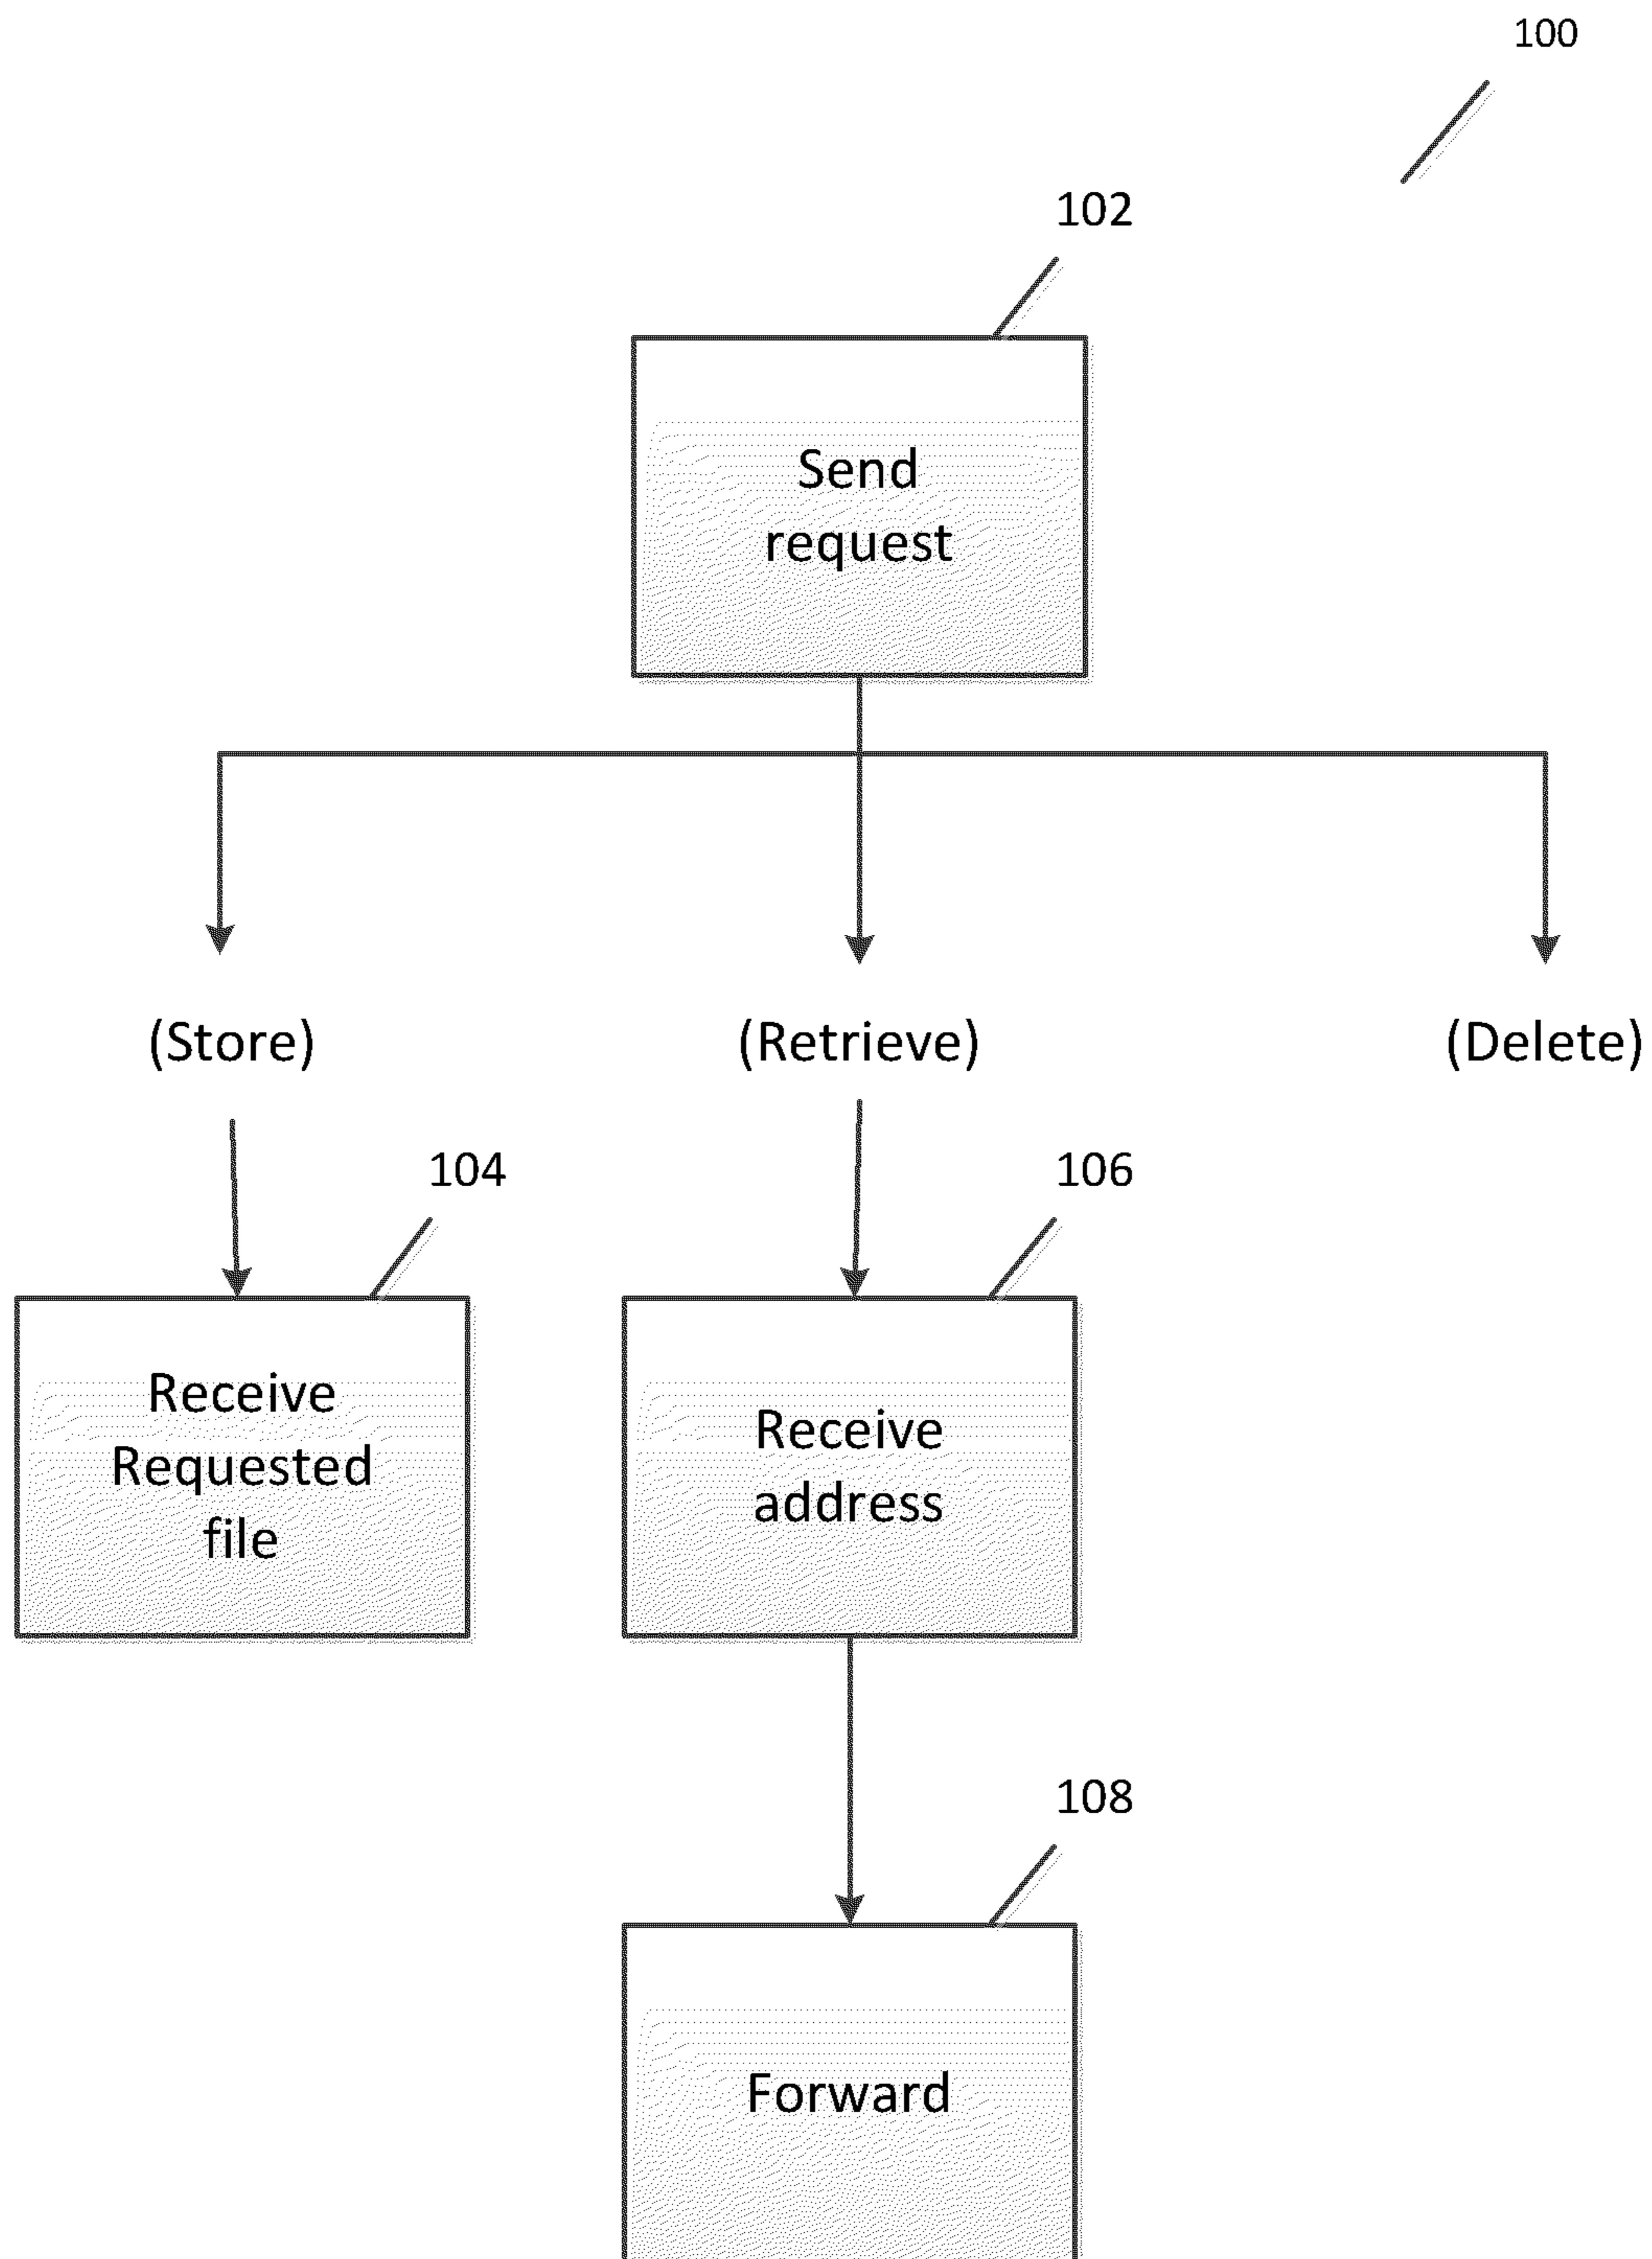 100
102
Send
request
(Store)
(Retrieve)
(Delete)
104
106
Receive
Requested
file
Receive
address
108
Forward